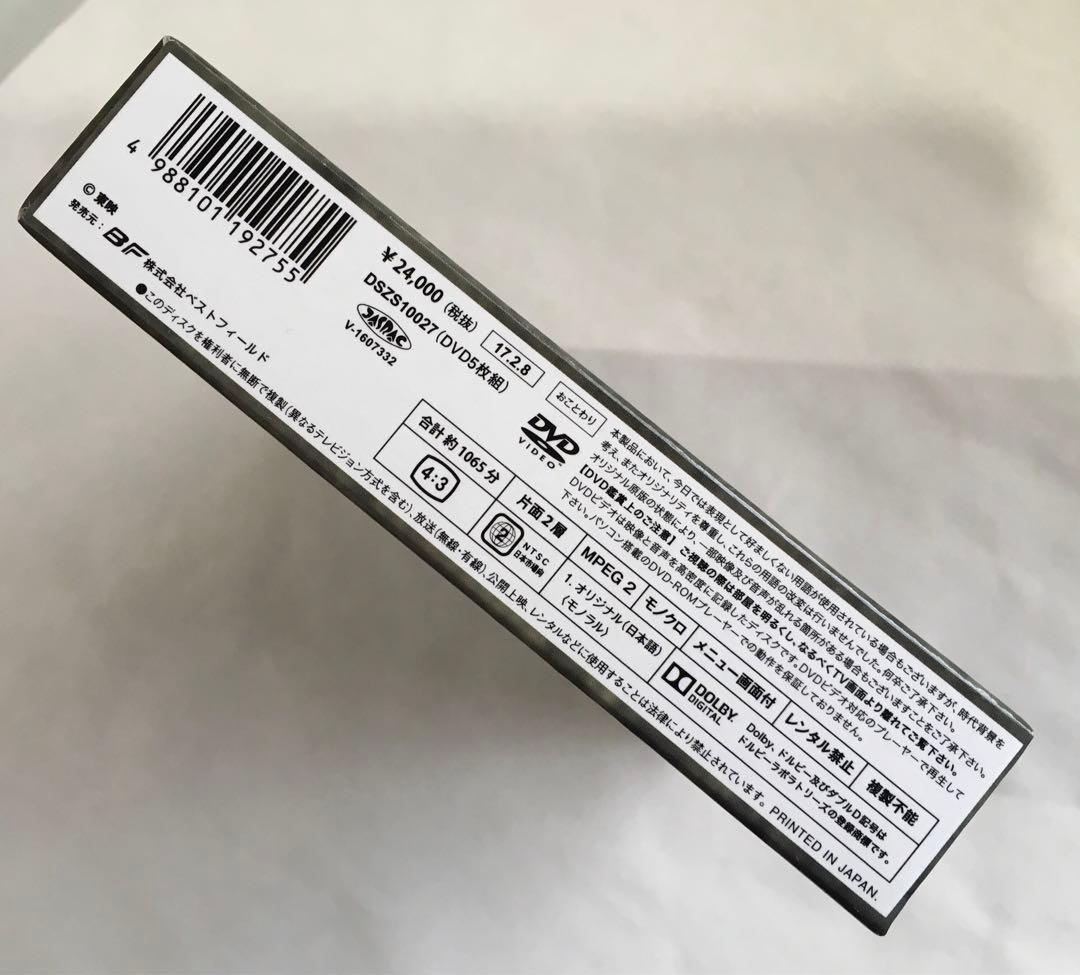 4 988101 192755
©東映
発売元：BF 株式会社ベストフィールド
¥24,000（税抜） 17.2.8
DSZS10027（DVD5枚組）
JASRAC
V-1607332
おことわり
本製品において、今日では表現として好ましくない用語が使用されている場合もございますが、時代背景を
考え、またオリジナリティを尊重し、これらの用語の改変は行いませんでした。何卒ご了承下さい。
オリジナル原版の状態により、一部映像及び音声が乱れる箇所がある場合もございますことをご了承下さい。
【DVD鑑賞上のご注意】 ご視聴の際は部屋を明るくし、なるべくTV画面より離れてご覧下さい。
DVDビデオは映像と音声を高密度に記録したディスクです。DVDビデオ対応のプレーヤーで再生して
下さい。パソコン搭載のDVD-ROMプレーヤーでの動作を保証しておりません。
DVD VIDEO
合計 約1065分 片面2層 MPEG 2 モノクロ メニュー画面付 レンタル禁止 複製不能
4:3
2 NTSC 日本市場向
1. オリジナル（日本語）
（モノラル）
DOLBY. DIGITAL
Dolby、ドルビー及びダブルD記号は
ドルビーラボラトリーズの登録商標です。
●このディスクを権利者に無断で複製（異なるテレビジョン方式を含む）、放送（無線・有線）、公開上映、レンタルなどに使用することは法律により禁止されています。 PRINTED IN JAPAN.